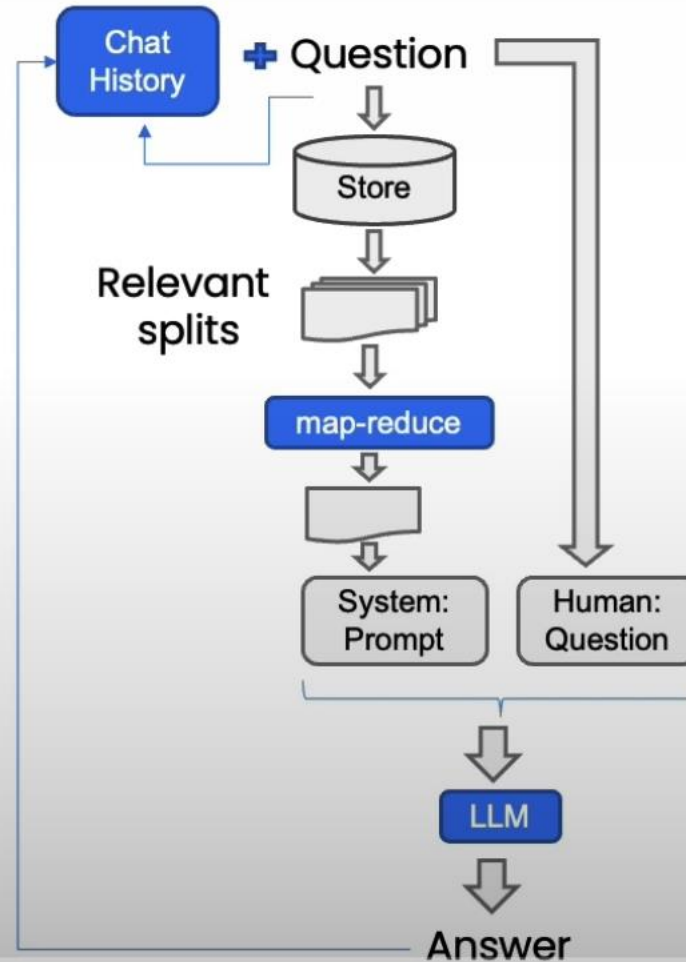 Chat
History
Question
Store
Relevant
splits
map-reduce
System:
Prompt
Human:
Question
LLM
Answer